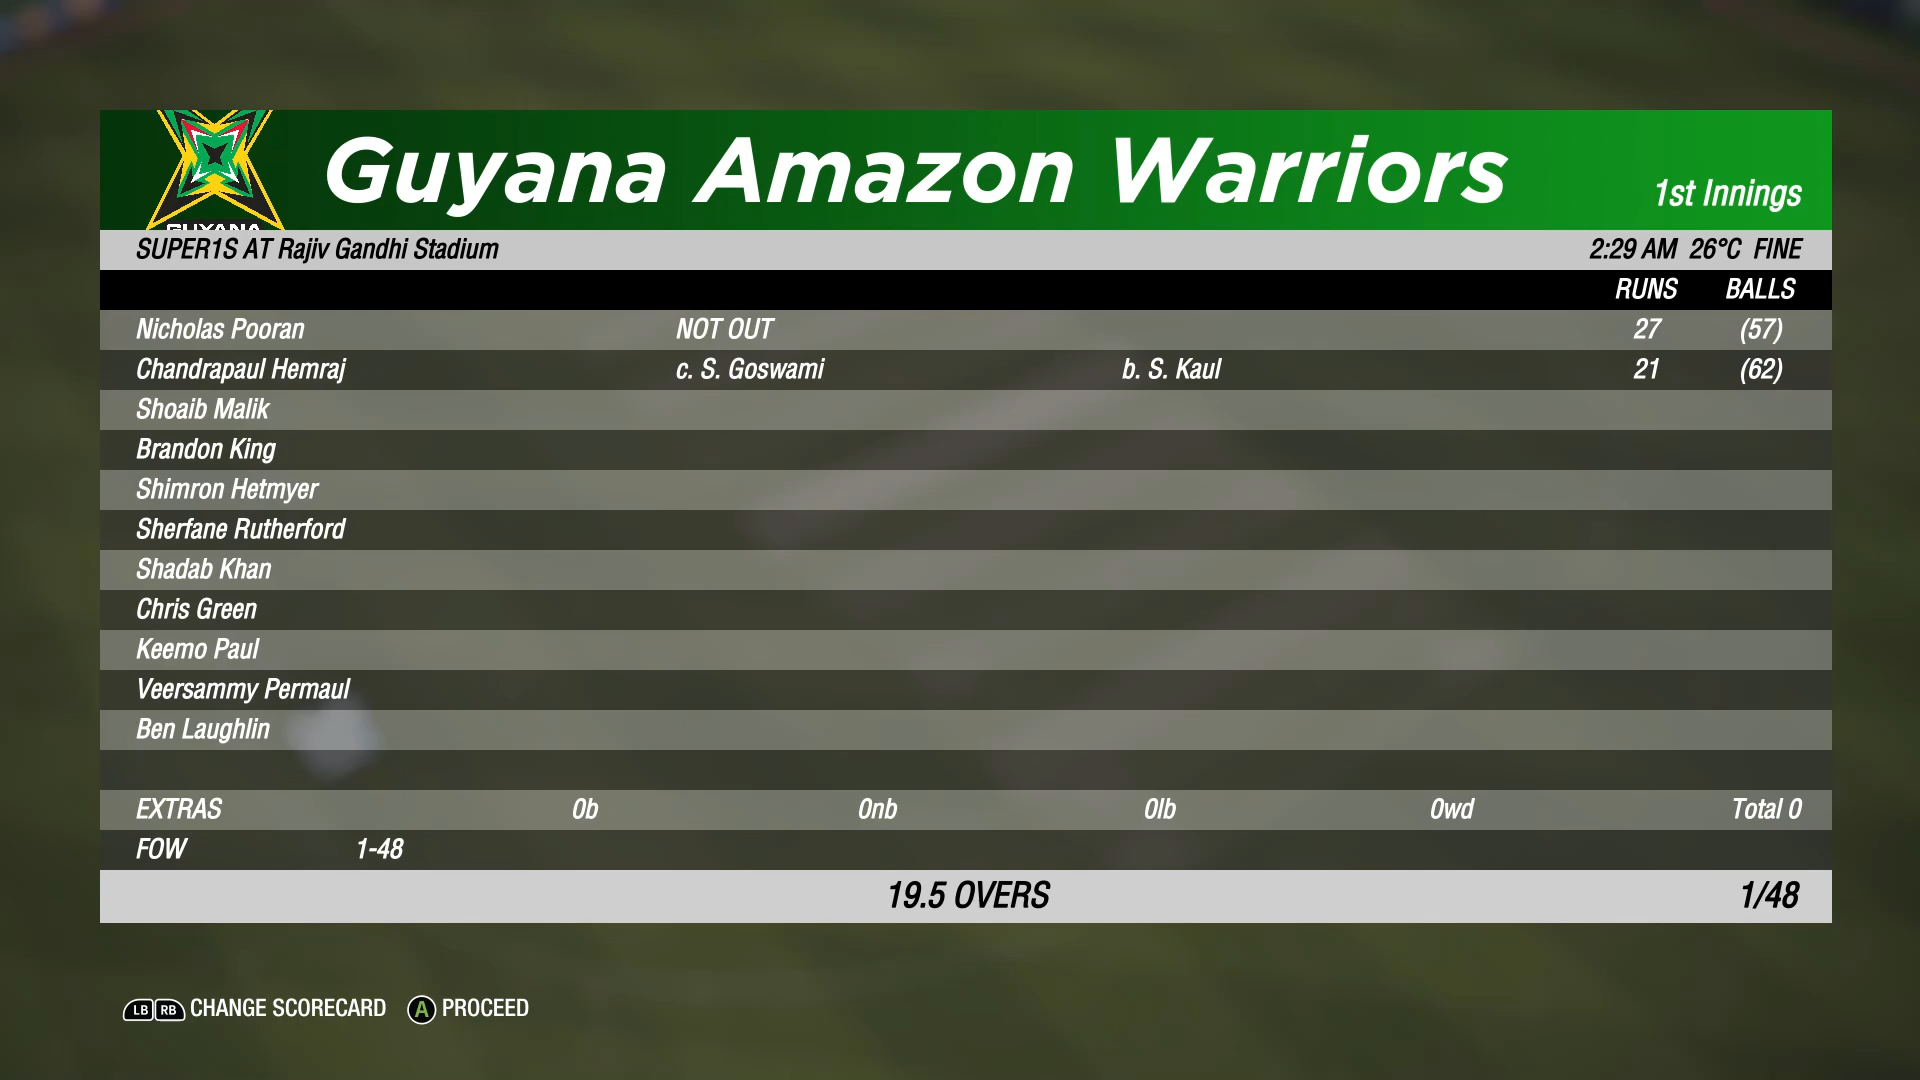 GUYANA
Guyana Amazon Warriors
1st Innings
SUPER1S AT Rajiv Gandhi Stadium 2:29 AM 26°C FINE
RUNS BALLS
Nicholas Pooran NOT OUT 27 (57)
Chandrapaul Hemraj c. S. Goswami b. S. Kaul 21 (62)
Shoaib Malik
Brandon King
Shimron Hetmyer
Sherfane Rutherford
Shadab Khan
Chris Green
Keemo Paul
Veersammy Permaul
Ben Laughlin
EXTRAS 0b 0nb 0lb 0wd Total 0
FOW 1-48
19.5 OVERS 1/48
LB RB CHANGE SCORECARD A PROCEED